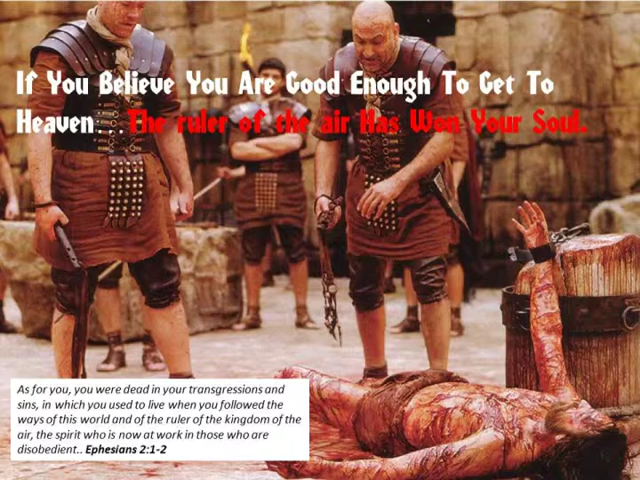 If You Believe You Are Good Enough To Get To
Heaven...The ruler of the air Has Won Your Soul.
As for you, you were dead in your transgressions and
sins, in which you used to live when you followed the
ways of this world and of the ruler of the kingdom of the
air, the spirit who is now at work in those who are
disobedient.. Ephesians 2:1-2